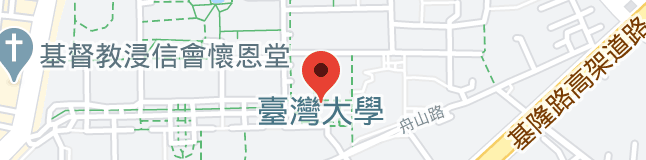 基督教浸信會懷恩堂
臺灣大學
舟山路
基隆路高架道路